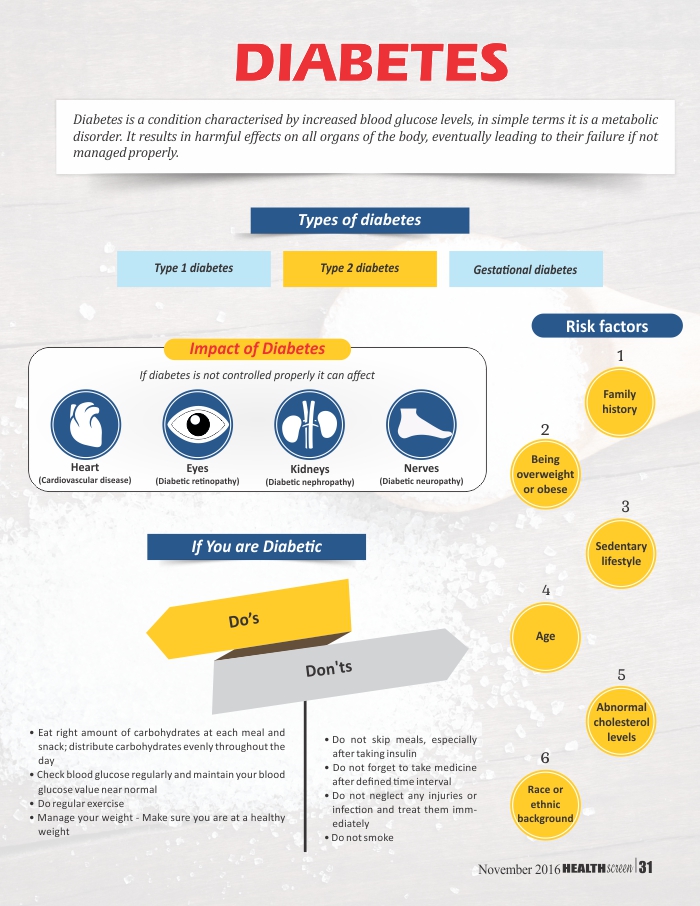 DIABETES
Diabetes is a condition characterised by increased blood glucose levels, in simple terms it is a metabolic
disorder. It results in harmful effects on all organs of the body, eventually leading to their failure if not
managed properly.
Types of diabetes
Type 1 diabetes
Type 2 diabetes
Gestational diabetes
Impact of Diabetes
If diabetes is not controlled properly it can affect
Heart
(Cardiovascular disease)
Eyes
(Diabetic retinopathy)
Kidneys
(Diabetic nephropathy)
Nerves
(Diabetic neuropathy)
Risk factors
1
Family
history
2
Being
overweight
or obese
3
Sedentary
lifestyle
4
Age
5
Abnormal
cholesterol
levels
6
Race or
ethnic
background
If You are Diabetic
Do's
Don'ts
• Eat right amount of carbohydrates at each meal and
snack; distribute carbohydrates evenly throughout the
day
• Check blood glucose regularly and maintain your blood
glucose value near normal
• Do regular exercise
• Manage your weight - Make sure you are at a healthy
weight
• Do not skip meals, especially
after taking insulin
• Do not forget to take medicine
after defined time interval
• Do not neglect any injuries or
infection and treat them imm-
ediately
• Do not smoke
November 2016 HEALTHscreen | 31